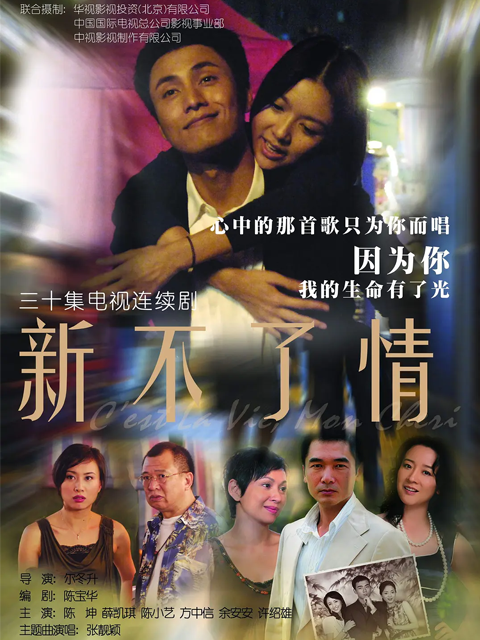 联合摄制：华视影视投资(北京)有限公司
中国国际电视总公司影视事业部
中视影视制作有限公司
心中的那首歌只为你而唱
因为你
我的生命有了光
三十集电视连续剧
新不了情
C'est La Vie, Mon Cheri
导 演：尔冬升
编 剧：陈宝华
主 演：陈 坤 薛凯琪 陈小艺 方中信 余安安 许绍雄
主题曲演唱：张靓颖